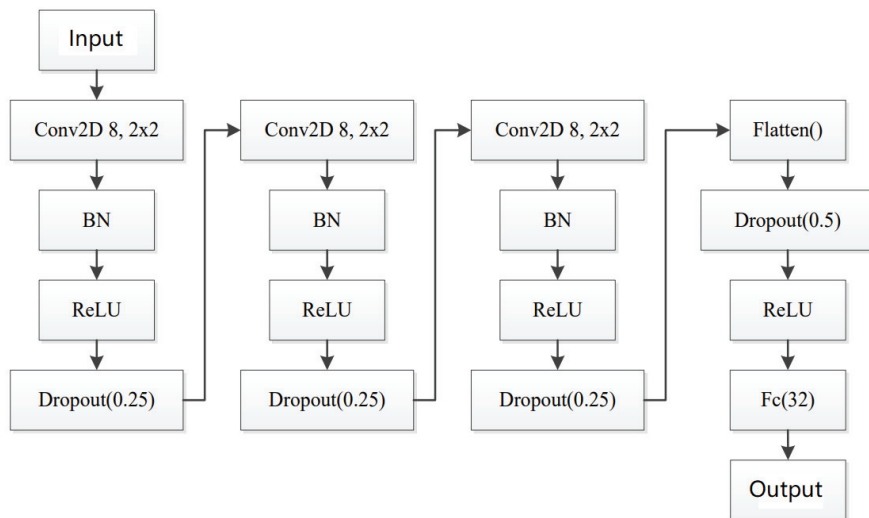 Input
Conv2D 8, 2x2
BN
ReLU
Dropout(0.25)
Conv2D 8, 2x2
BN
ReLU
Dropout(0.25)
Conv2D 8, 2x2
BN
ReLU
Dropout(0.25)
Flatten()
Dropout(0.5)
ReLU
Fc(32)
Output